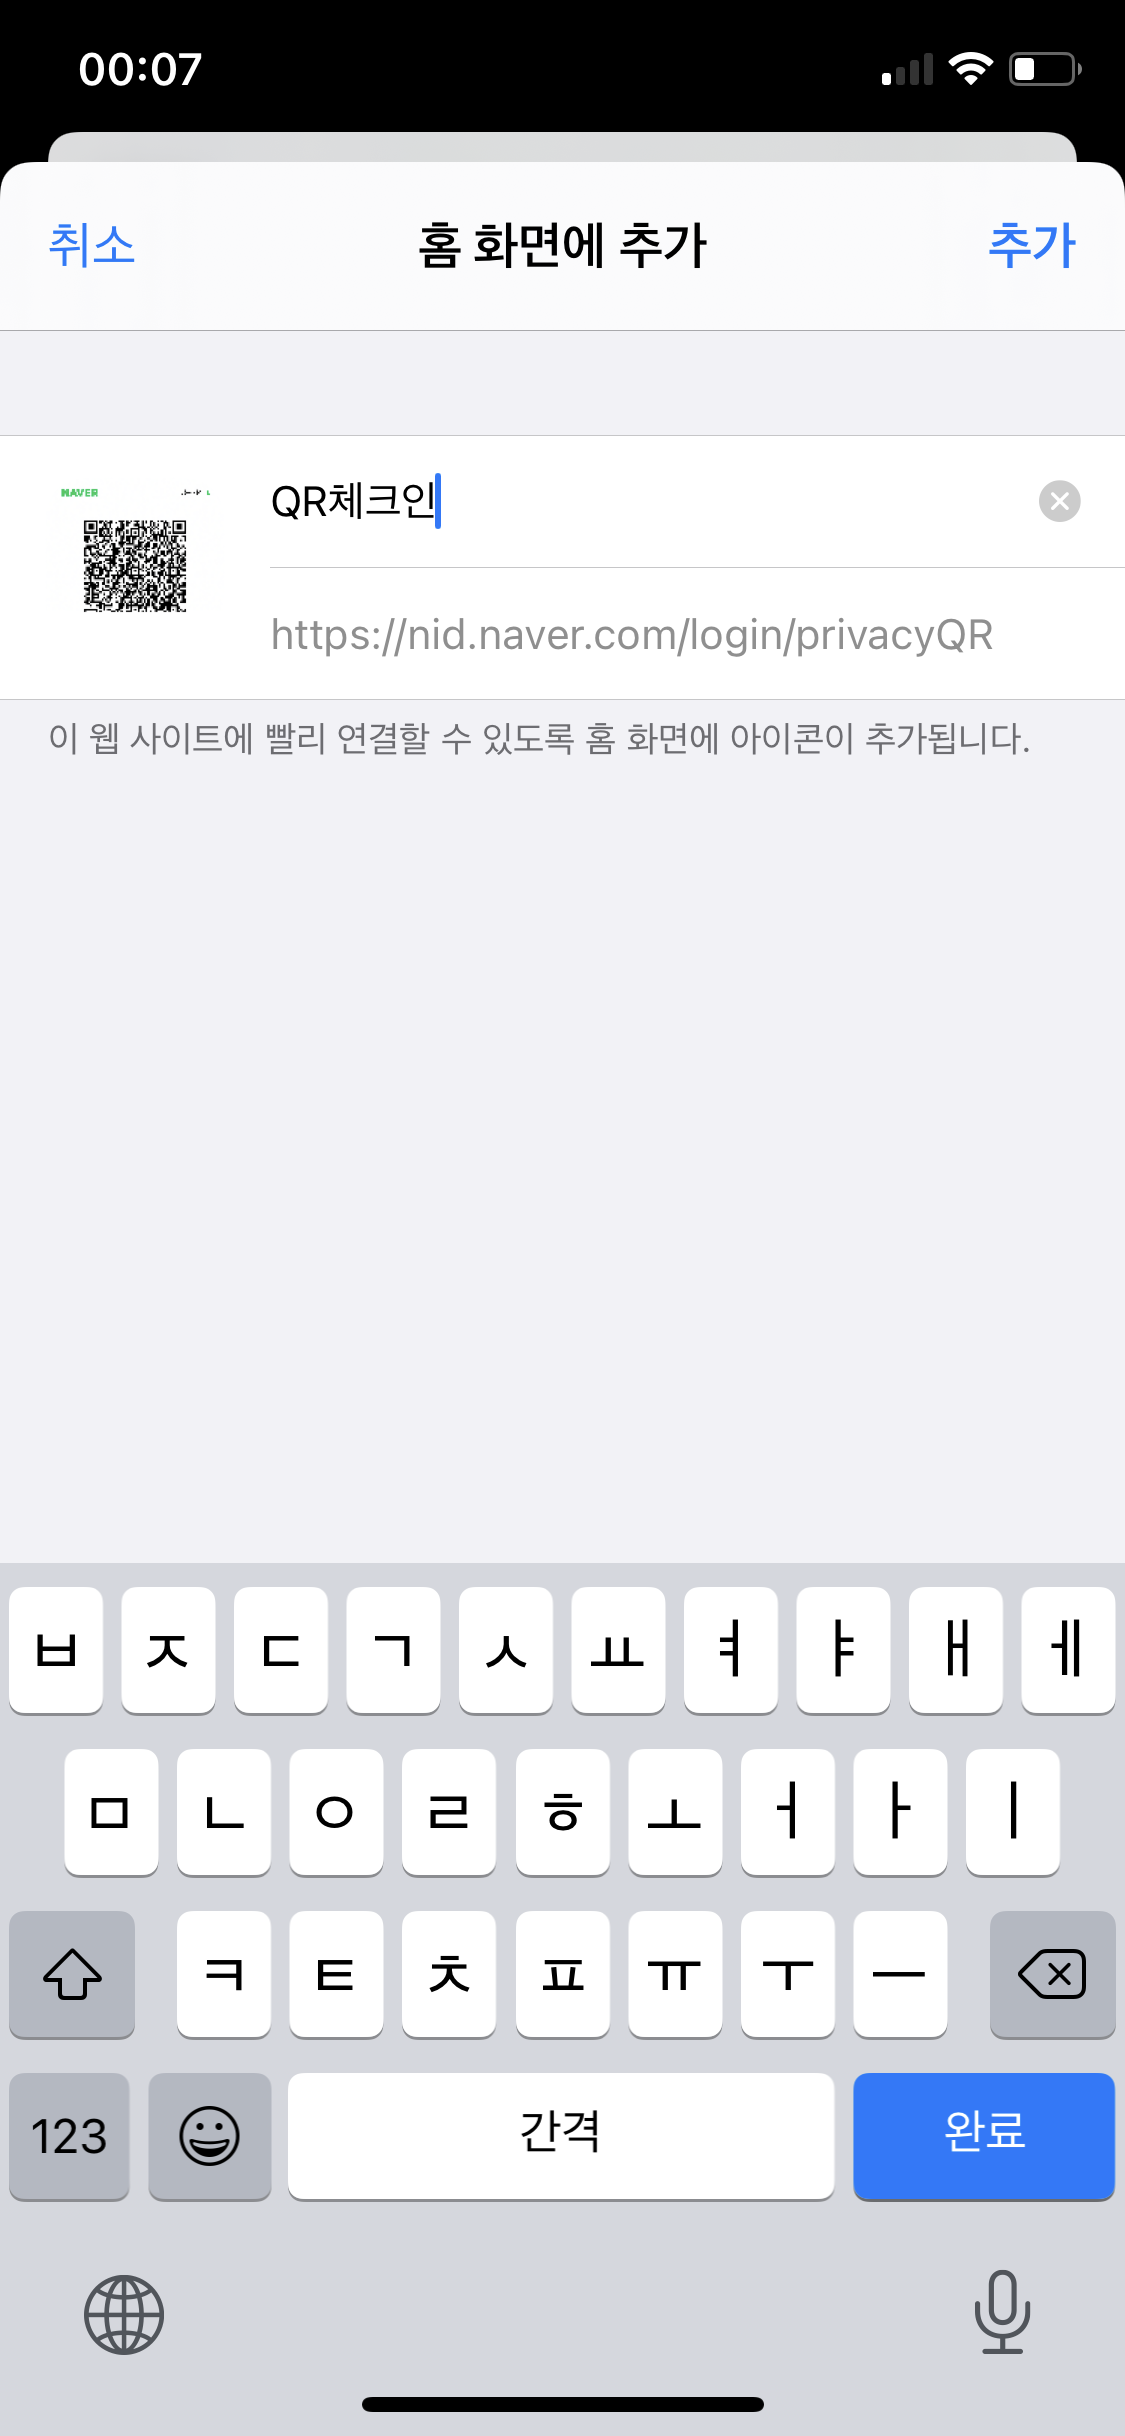 00:07
취소 홈 화면에 추가 추가
NAVER
QR체크인
https://nid.naver.com/login/privacyQR
이 웹 사이트에 빨리 연결할 수 있도록 홈 화면에 아이콘이 추가됩니다.
ㅂ ㅈ ㄷ ㄱ ㅅ ㅛ ㅕ ㅑ ㅐ ㅔ
ㅁ ㄴ ㅇ ㄹ ㅎ ㅗ ㅓ ㅏ ㅣ
ㅋ ㅌ ㅊ ㅍ ㅠ ㅜ ㅡ
123 간격 완료